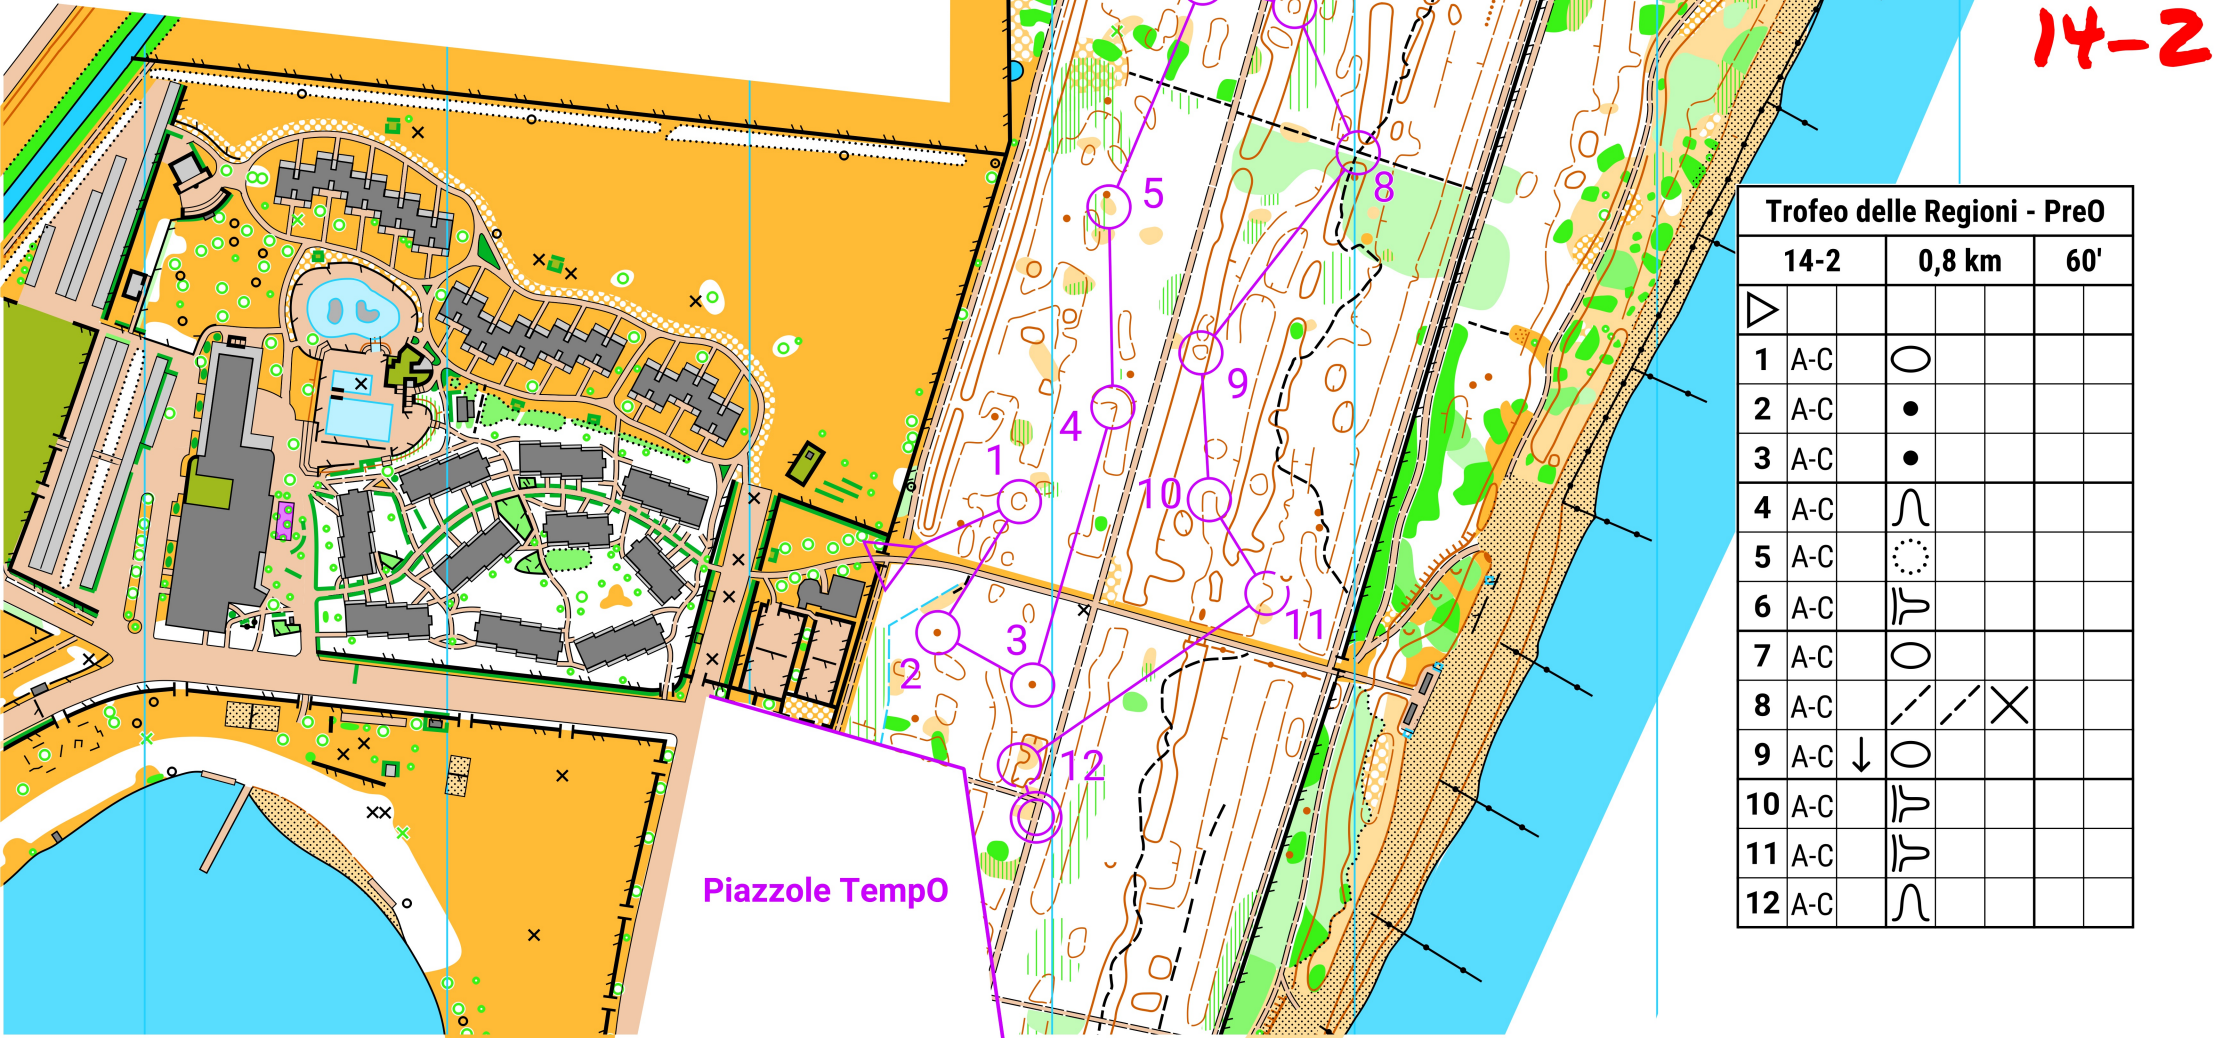 14-2
5
8
9
4
1
10
11
3
2
12
Piazzole TempO
Trofeo delle Regioni - PreO
14-2 0,8 km 60'
1 A-C
2 A-C
3 A-C
4 A-C
5 A-C
6 A-C
7 A-C
8 A-C
9 A-C
10 A-C
11 A-C
12 A-C